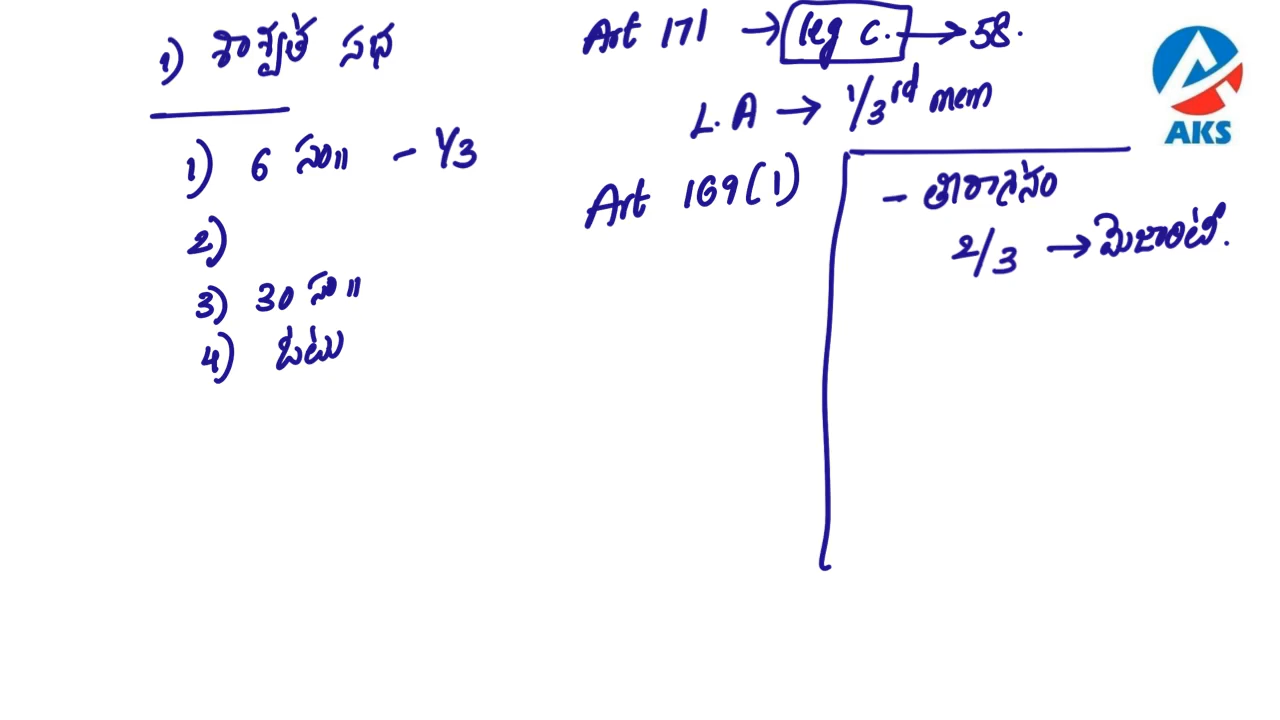 1) శాశ్వత సభ
1) 6 సం॥ - 1/3
2)
3) 30 సం॥
4) ఓటు
Art 171 → leg c. → 58.
L.A → 1/3rd mem
Art 169(1)
- తీర్మానం
2/3 → మెజారిటీ.
AKS